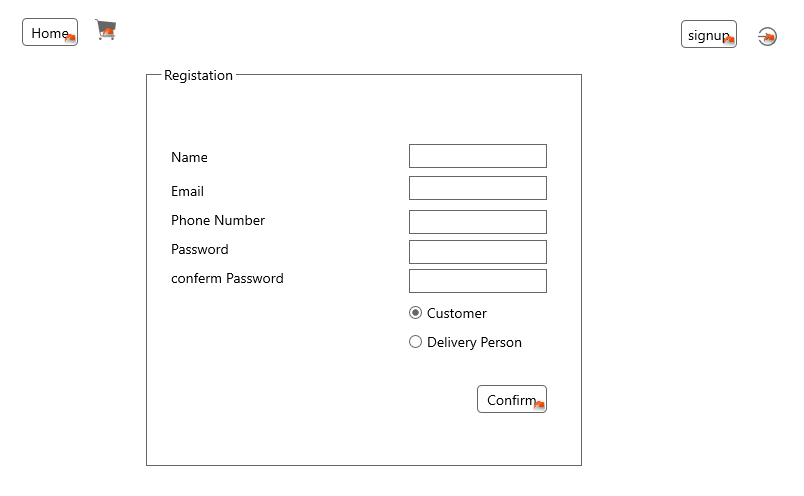 Home
signup
Registation
Name
Email
Phone Number
Password
conferm Password
Customer
Delivery Person
Confirm